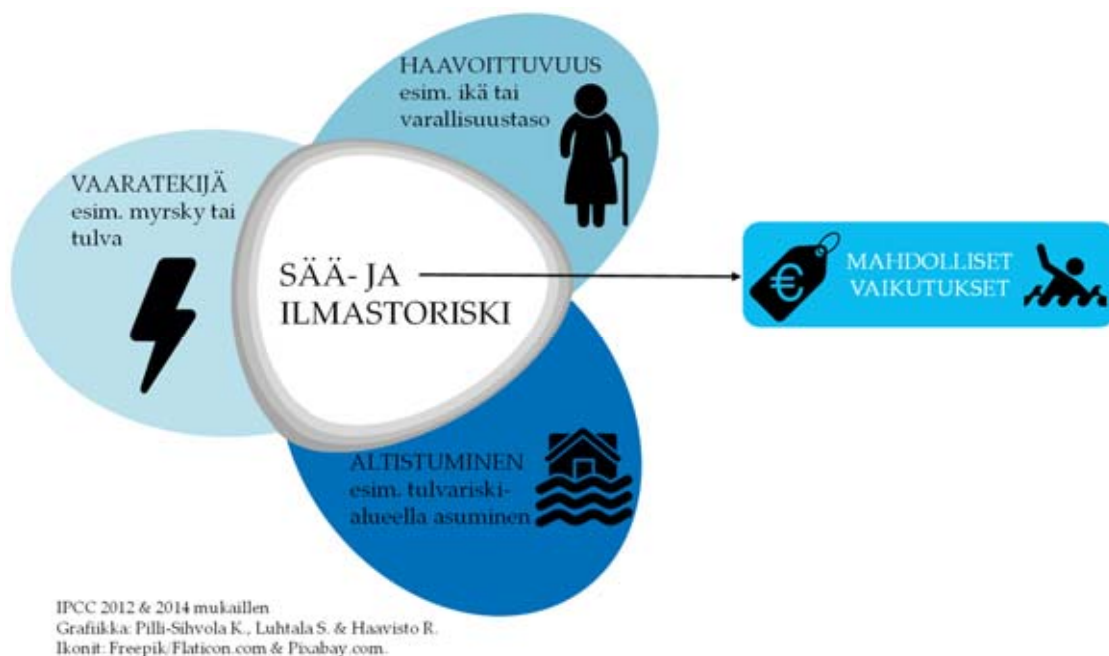 HAAVOITTUVUUS
esim. ikä tai
varallisuustaso
VAARATEKIJÄ
esim. myrsky tai
tulva
SÄÄ- JA
ILMASTORISKI
MAHDOLLISET
VAIKUTUKSET
€
ALTISTUMINEN
esim. tulvariski-
alueella asuminen
IPCC 2012 & 2014 mukaillen
Grafiikka: Pilli-Sihvola K., Luhtala S. & Haavisto R.
Ikonit: Freepik/Flaticon.com & Pixabay.com.